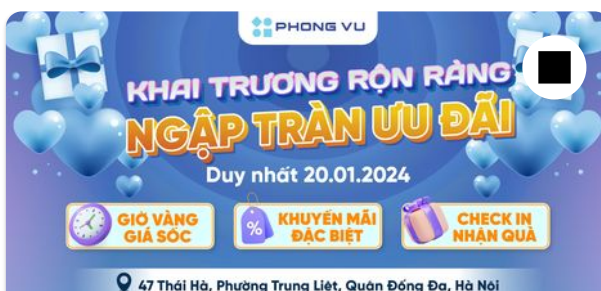 PHONG VU
KHAI TRƯƠNG RỘN RÀNG
NGẬP TRÀN ƯU ĐÃI
Duy nhất 20.01.2024
GIỜ VÀNG
GIÁ SỐC
%
KHUYẾN MÃI
ĐẶC BIỆT
CHECK IN
NHẬN QUÀ
47 Thái Hà, Phường Trung Liệt, Quận Đống Đa, Hà Nội